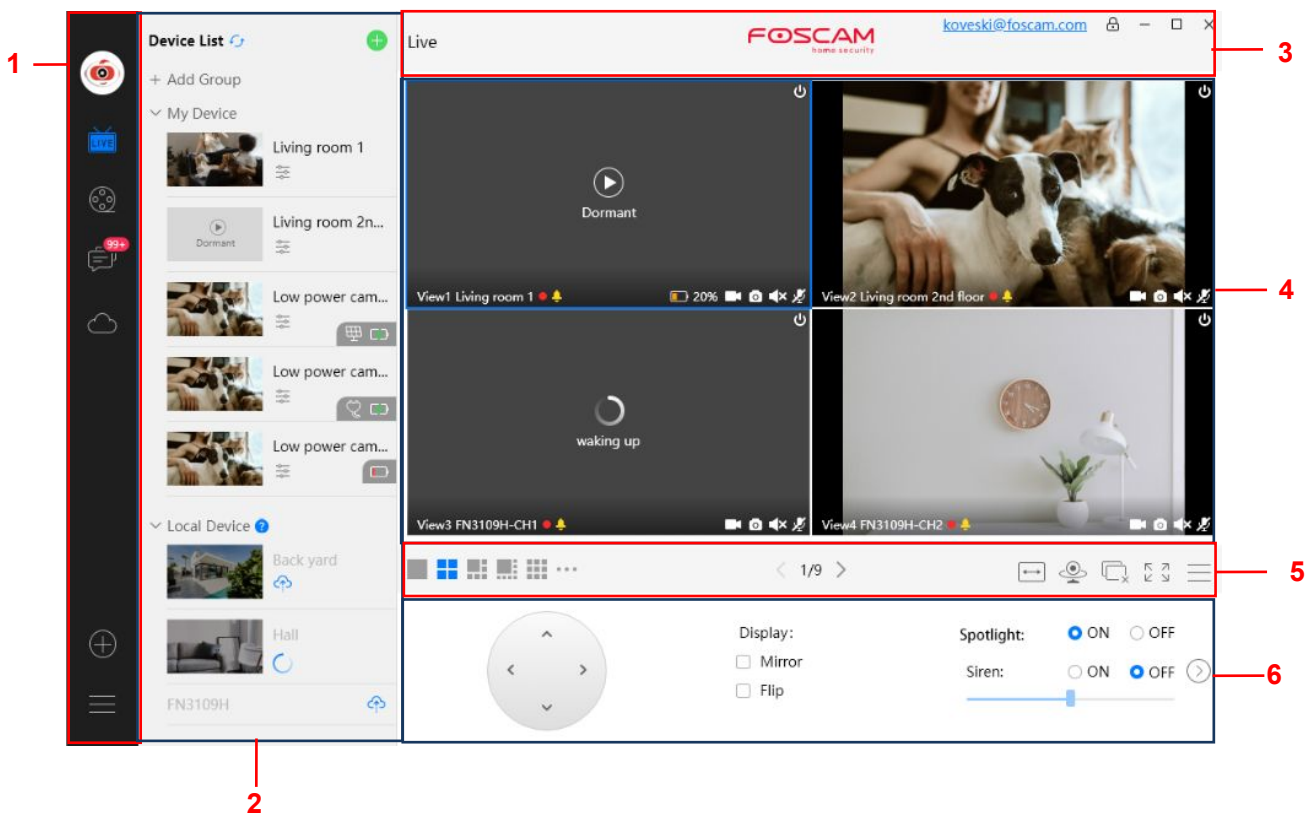 1
2
3
4
5
6
LIVE
99+
Device List
+ Add Group
My Device
Living room 1
Dormant
Living room 2n...
Low power cam...
Low power cam...
Low power cam...
Local Device ?
Back yard
Hall
FN3109H
Live
FOSCAM
home security
koveski@foscam.com
Dormant
View1 Living room 1
20%
View2 Living room 2nd floor
waking up
View3 FN3109H-CH1
View4 FN3109H-CH2
1/9
Display:
Mirror
Flip
Spotlight: ON OFF
Siren: ON OFF